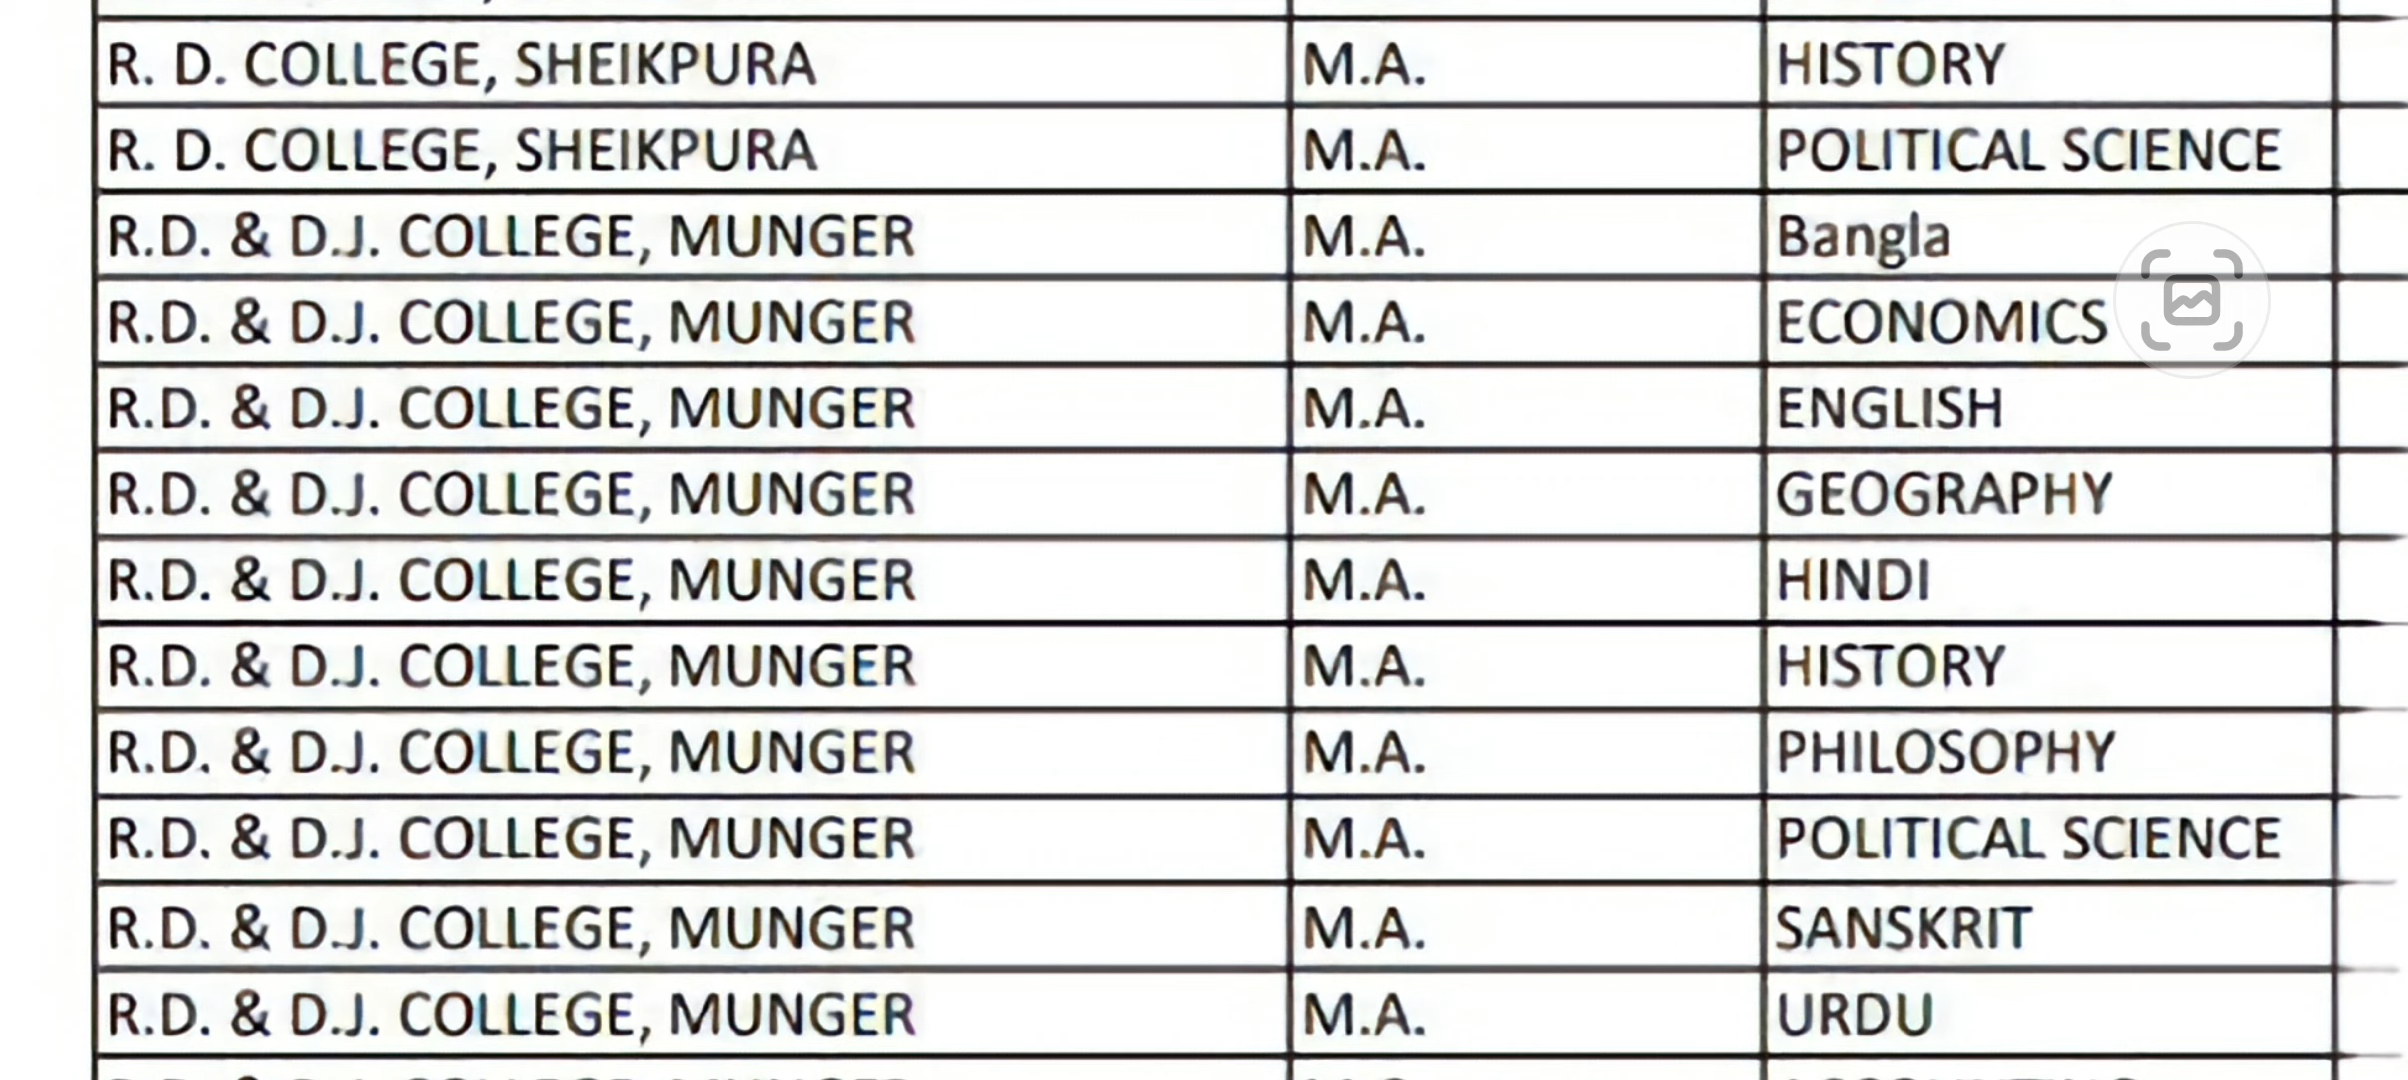 R. D. COLLEGE, SHEIKPURA M.A. HISTORY
R. D. COLLEGE, SHEIKPURA M.A. POLITICAL SCIENCE
R.D. & D.J. COLLEGE, MUNGER M.A. Bangla
R.D. & D.J. COLLEGE, MUNGER M.A. ECONOMICS
R.D. & D.J. COLLEGE, MUNGER M.A. ENGLISH
R.D. & D.J. COLLEGE, MUNGER M.A. GEOGRAPHY
R.D. & D.J. COLLEGE, MUNGER M.A. HINDI
R.D. & D.J. COLLEGE, MUNGER M.A. HISTORY
R.D. & D.J. COLLEGE, MUNGER M.A. PHILOSOPHY
R.D. & D.J. COLLEGE, MUNGER M.A. POLITICAL SCIENCE
R.D. & D.J. COLLEGE, MUNGER M.A. SANSKRIT
R.D. & D.J. COLLEGE, MUNGER M.A. URDU